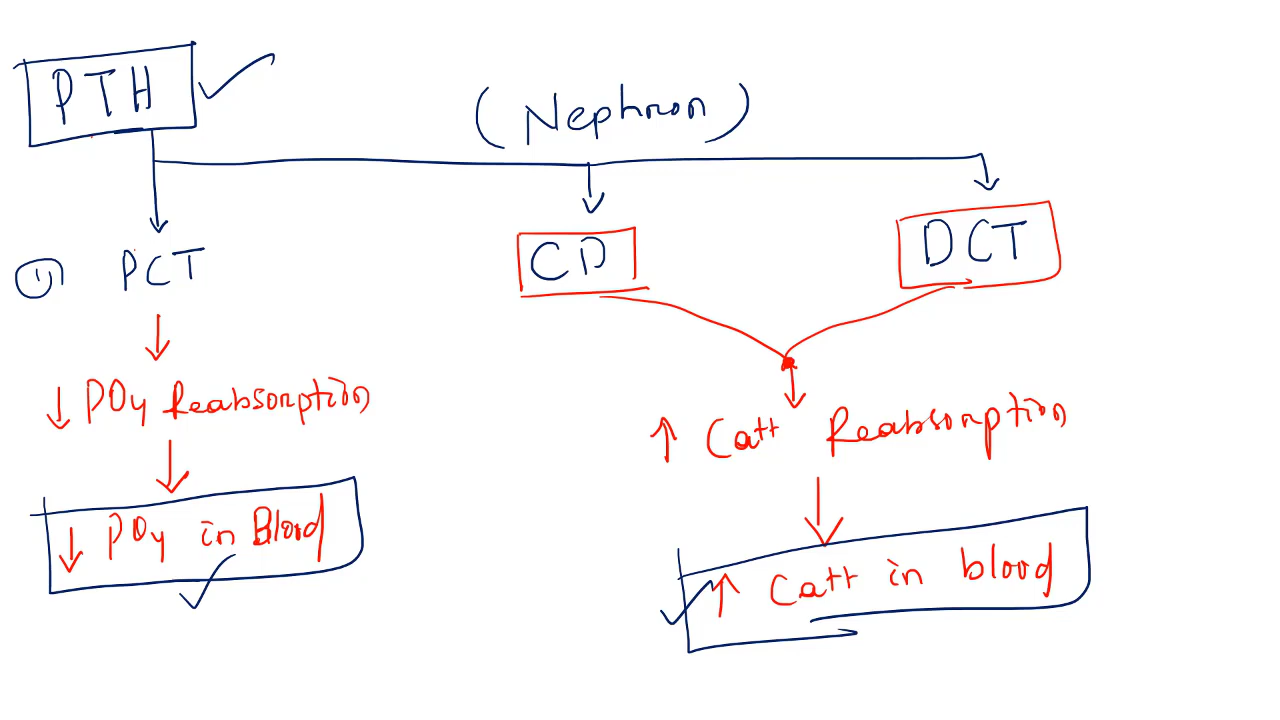 PTH
(Nephron)
① PCT
CD
DCT
↓ PO4 Reabsorption
↑ Ca++ Reabsorption
↓ PO4 in Blood
↑ Ca++ in blood